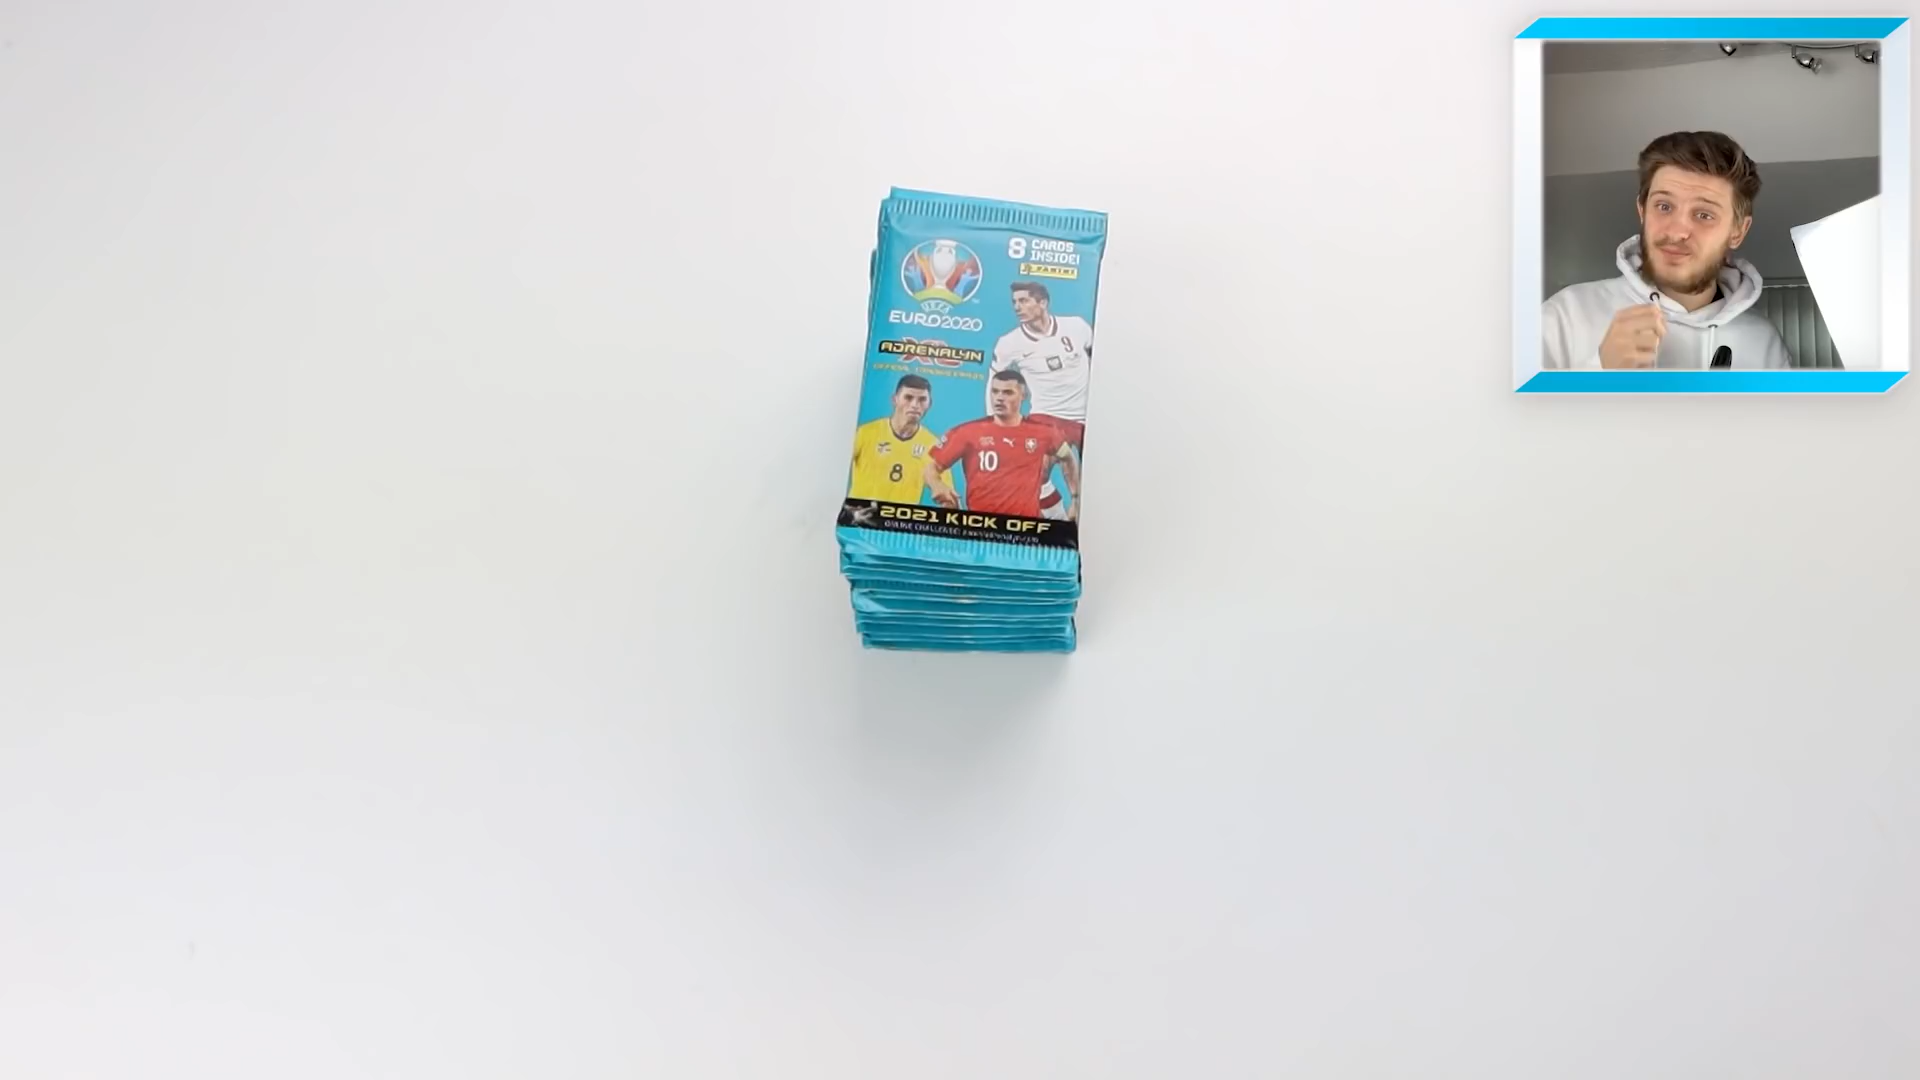 8 CARDS
INSIDE!
PANINI
UEFA
EURO2020
ADRENALYN
XL
OFFICIAL TRADING CARDS
9
8
10
2021 KICK OFF